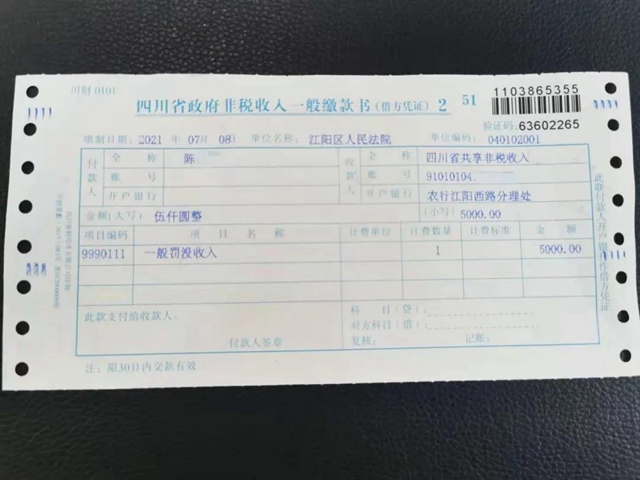 川财0101
四川省政府非税收入一般缴款书(借方凭证) 2 51
1103865355
验证码:63602265
填制日期:2021 年 07月 08日 单位名称:江阳区人民法院 单位编码:040102001
付款人 全称 陈 收款人 全称 四川省共享非税收入
账号 账号 91010104
开户银行 开户银行 农行江阳西路分理处
金额(大写) 伍仟圆整 (小写)5000.00
项目编码 项目名称 计费单位 计费数量 计费标准 金额
9990111 一般罚没收入 1 5000.00
此款支付给收款人。
付款人签章
科目(贷):
对方科目(借):
复核: 记账:
注:限30日内交款有效
此联付款人开户银行作借方凭证